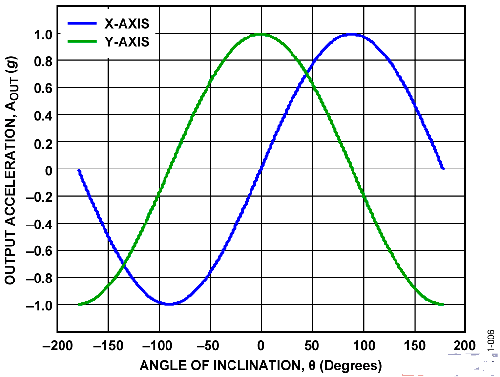 X-AXIS
Y-AXIS
OUTPUT ACCELERATION, AOUT (g)
1.0
0.8
0.6
0.4
0.2
0
–0.2
–0.4
–0.6
–0.8
–1.0
–200 –150 –100 –50 0 50 100 150 200
ANGLE OF INCLINATION, θ (Degrees)